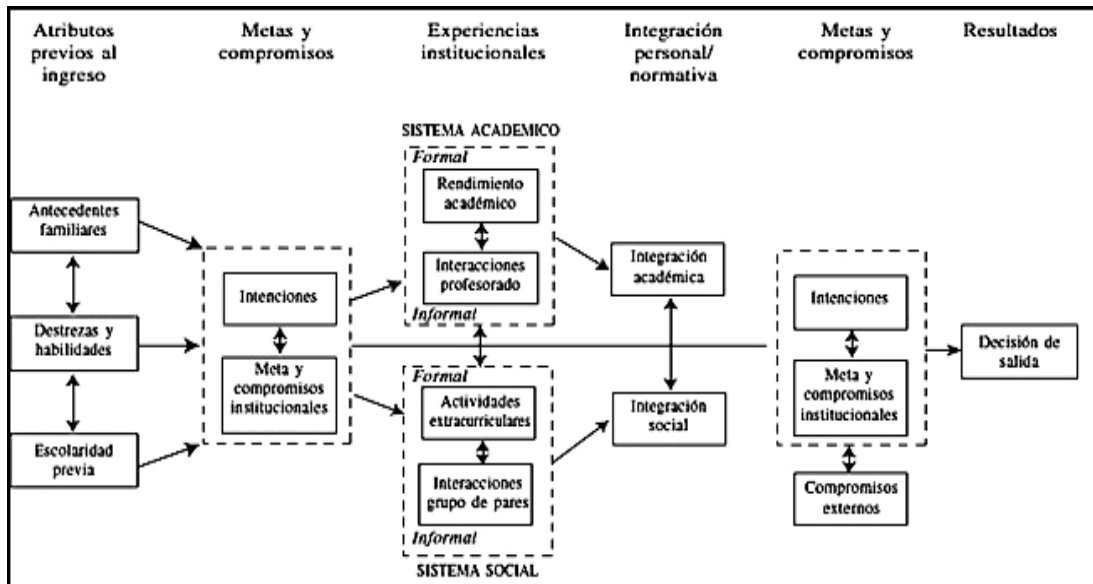 Atributos
previos al
ingreso
Metas y
compromisos
Experiencias
institucionales
Integración
personal/
normativa
Metas y
compromisos
Resultados
Antecedentes
familiares
Destrezas y
habilidades
Escolaridad
previa
Intenciones
Meta y
compromisos
institucionales
SISTEMA ACADEMICO
Formal
Rendimiento
académico
Interacciones
profesorado
Informal
Formal
Actividades
extracurriculares
Interacciones
grupo de pares
Informal
SISTEMA SOCIAL
Integración
académica
Integración
social
Intenciones
Meta y
compromisos
institucionales
Compromisos
externos
Decisión de
salida